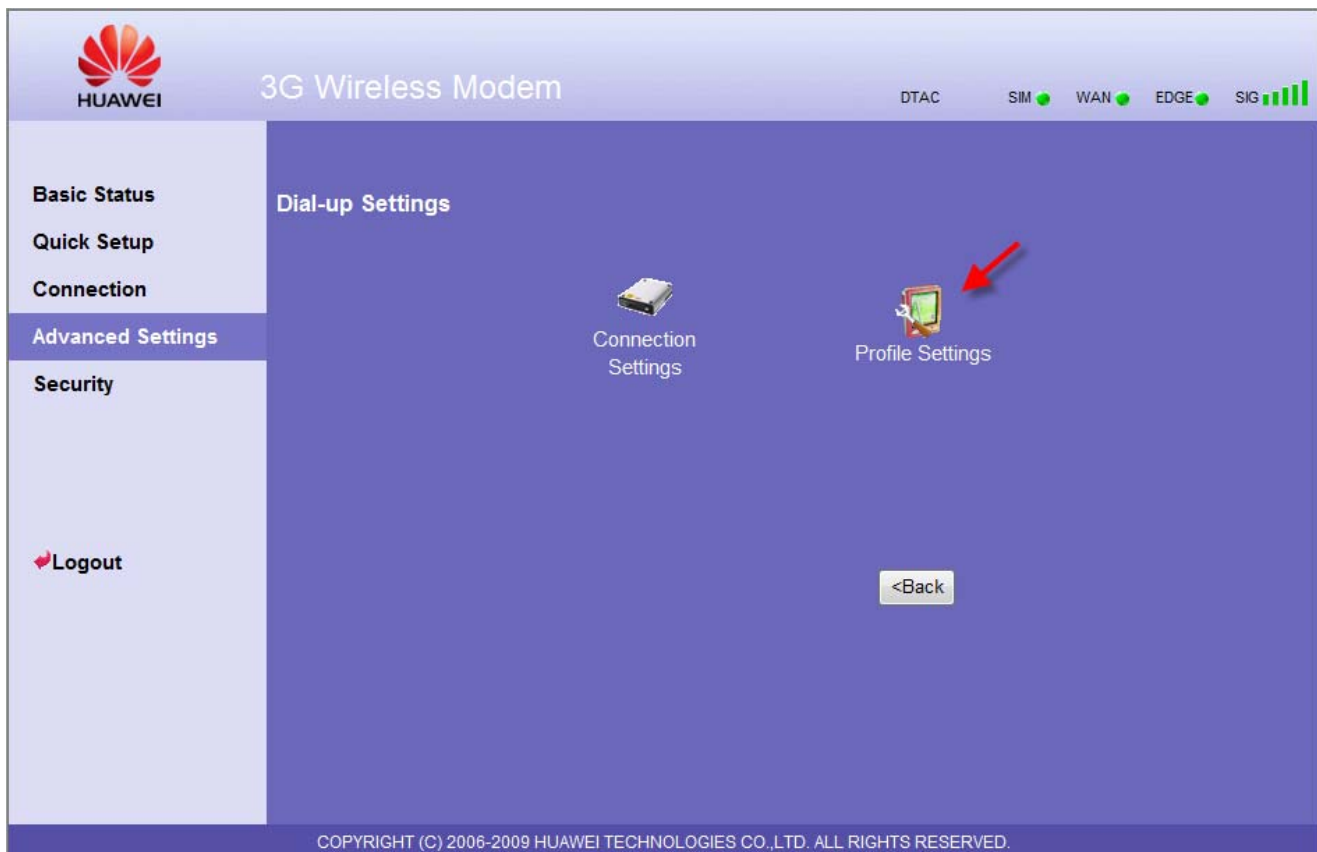 HUAWEI
3G Wireless Modem
DTAC SIM WAN EDGE SIG
Basic Status
Quick Setup
Connection
Advanced Settings
Security
Logout
Dial-up Settings
Connection
Settings
Profile Settings
<Back
COPYRIGHT (C) 2006-2009 HUAWEI TECHNOLOGIES CO.,LTD. ALL RIGHTS RESERVED.